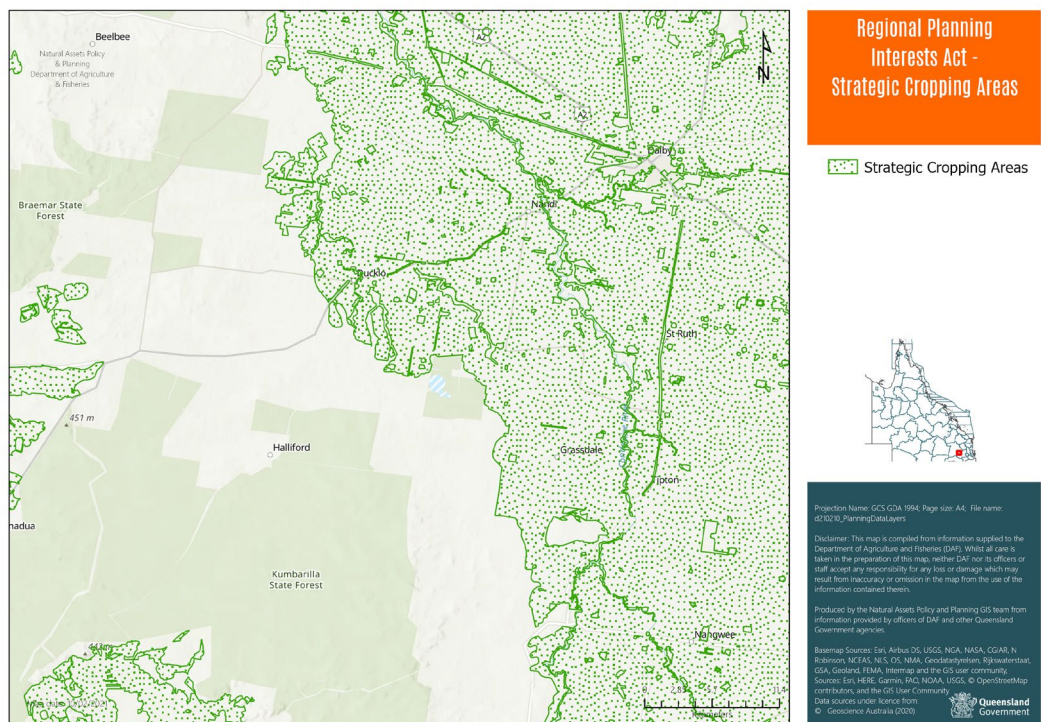 Regional Planning
Interests Act -
Strategic Cropping Areas
Strategic Cropping Areas
Beelbee
Natural Assets Policy
& Planning
Department of Agriculture
& Fisheries
A2
A2
N
Dalby
Braemar State
Forest
Nandi
Ducklo
St Ruth
451 m
Halliford
Grassdale
Tipton
nadua
Kumbarilla
State Forest
Nangwee
Projection Name: GCS GDA 1994; Page size: A4; File name:
d210210_PlanningDataLayers
Disclaimer: This map is compiled from information supplied to the
Department of Agriculture and Fisheries (DAF). Whilst all care is
taken in the preparation of this map, neither DAF nor its officers or
staff accept any responsibility for any loss or damage which may
result from inaccuracy or omission in the map from the use of the
information contained therein.
Produced by the Natural Assets Policy and Planning GIS team from
information provided by officers of DAF and other Queensland
Government agencies.
Basemap Sources: Esri, Airbus DS, USGS, NGA, NASA, CGIAR, N
Robinson, NCEAS, NLS, OS, NMA, Geodatastyrelsen, Rijkswaterstaat,
GSA, Geoland, FEMA, Intermap and the GIS user community,
Sources: Esri, HERE, Garmin, FAO, NOAA, USGS, © OpenStreetMap
contributors, and the GIS User Community
Data sources under licence from:
© Geoscience Australia (2020)
Queensland
Government